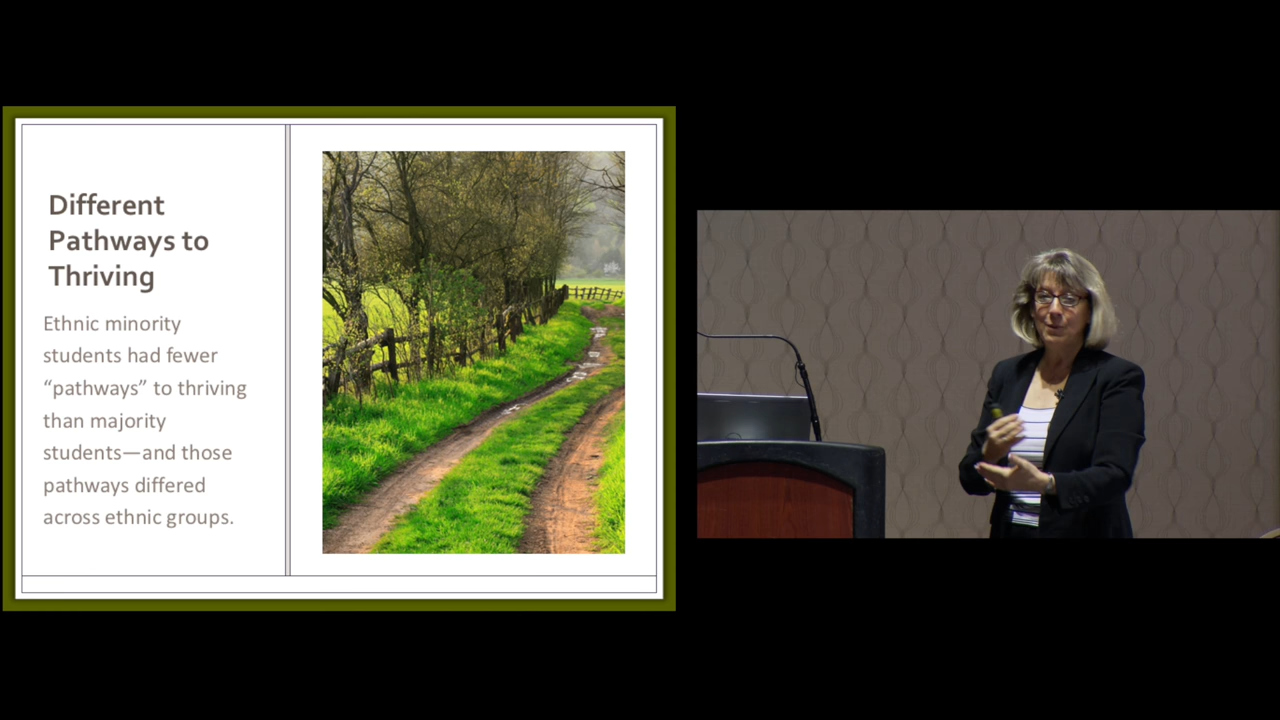 Different
Pathways to
Thriving
Ethnic minority
students had fewer
“pathways” to thriving
than majority
students—and those
pathways differed
across ethnic groups.